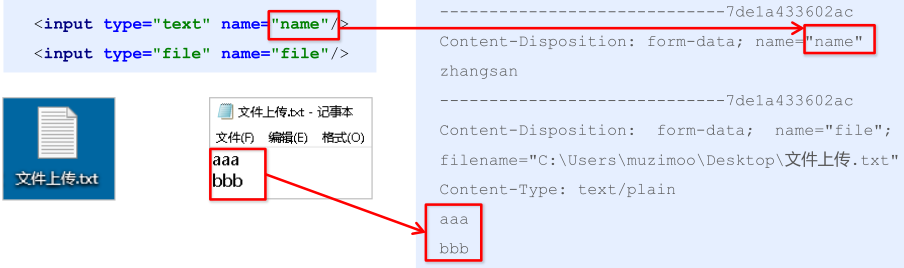 <input type="text" name="name"/>
<input type="file" name="file"/>
文件上传.txt
文件上传.txt - 记事本
文件(F) 编辑(E) 格式(O)
aaa
bbb
-----------------------------7de1a433602ac
Content-Disposition: form-data; name="name"
zhangsan
-----------------------------7de1a433602ac
Content-Disposition: form-data; name="file";
filename="C:\Users\muzimoo\Desktop\文件上传.txt"
Content-Type: text/plain
aaa
bbb